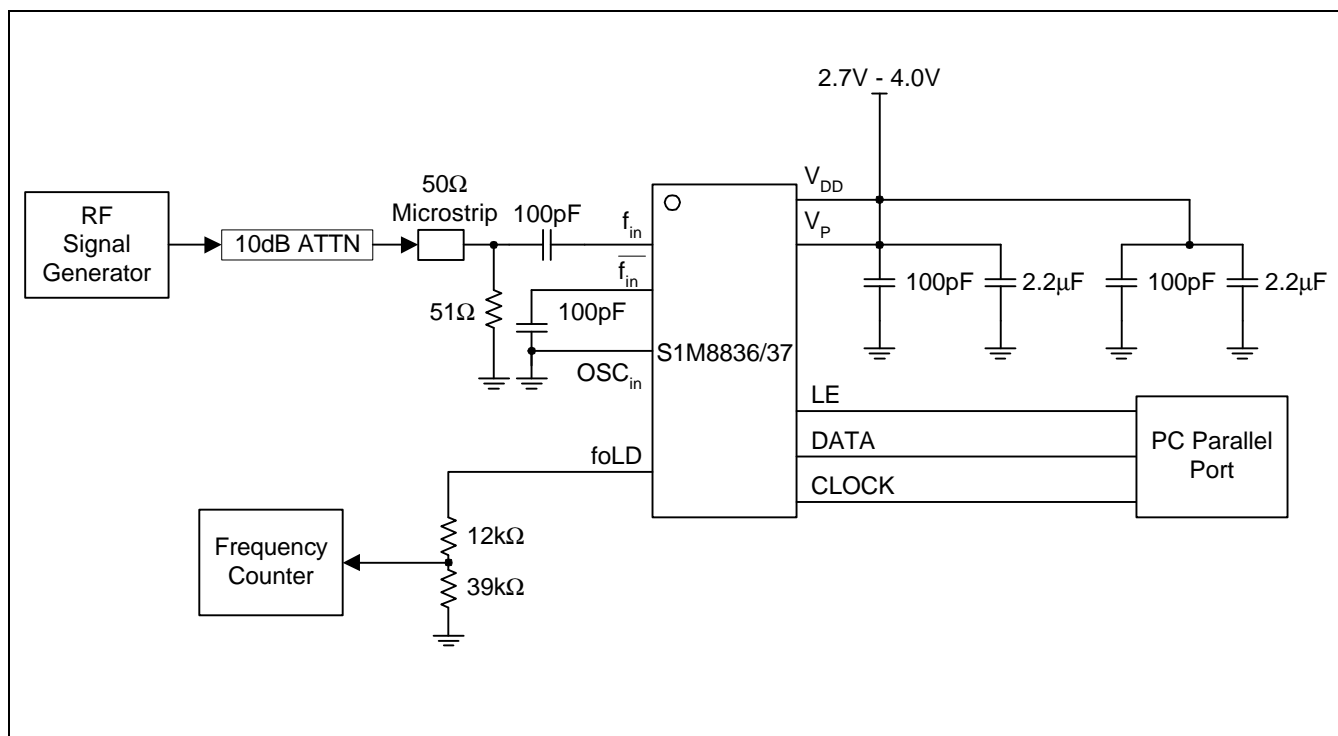 2.7V - 4.0V
RF
Signal
Generator
10dB ATTN
50Ω
Microstrip
100pF
51Ω
100pF
f_in
f̅_in
OSC_in
foLD
S1M8836/37
V_DD
V_P
100pF
2.2μF
100pF
2.2μF
LE
DATA
CLOCK
PC Parallel
Port
Frequency
Counter
12kΩ
39kΩ